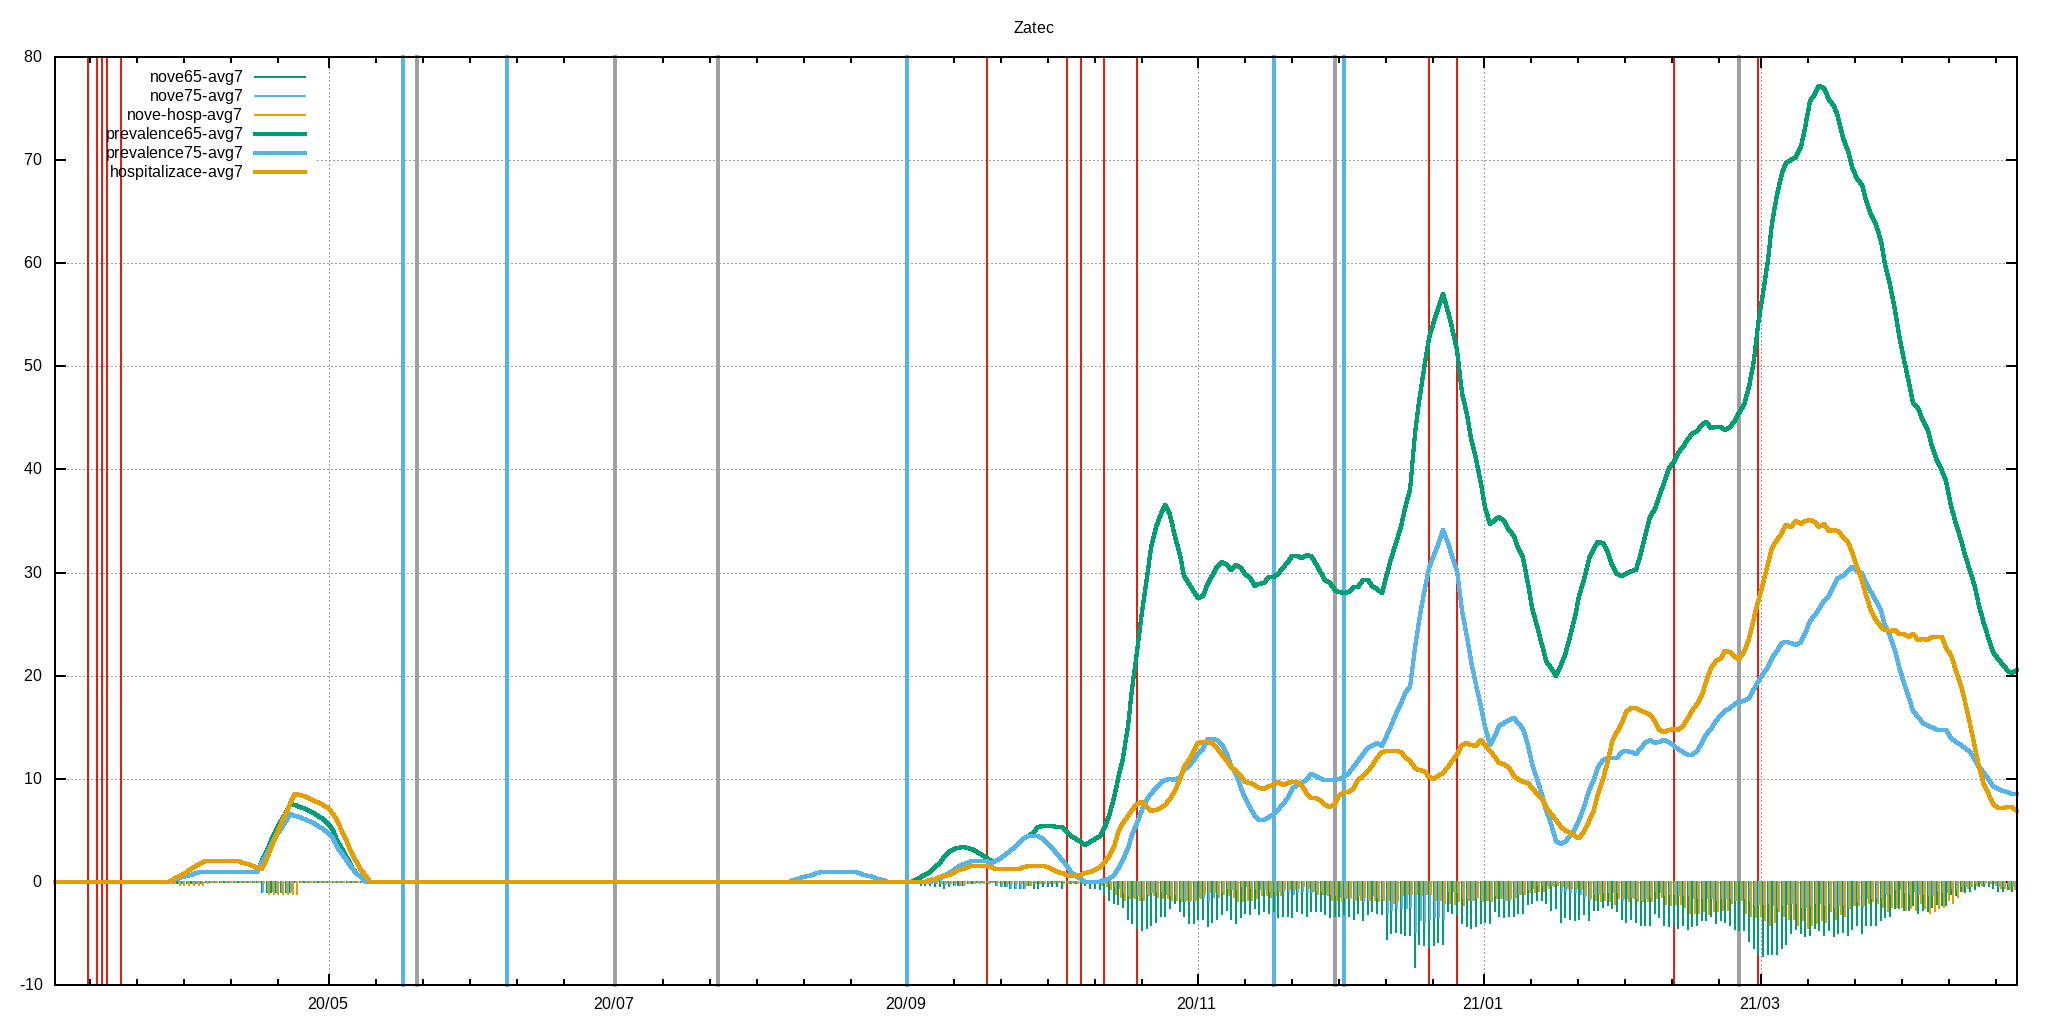 Zatec
80
70
60
50
40
30
20
10
0
-10
nove65-avg7
nove75-avg7
nove-hosp-avg7
prevalence65-avg7
prevalence75-avg7
hospitalizace-avg7
20/05
20/07
20/09
20/11
21/01
21/03